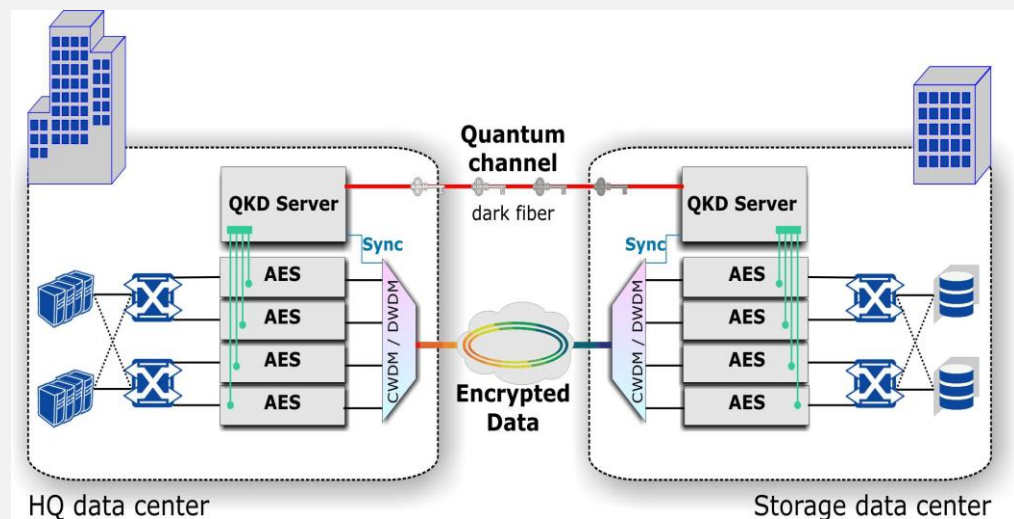 Quantum
channel
QKD Server
dark fiber
QKD Server
Sync
Sync
AES
AES
AES
AES
CWDM / DWDM
Encrypted
Data
CWDM / DWDM
AES
AES
AES
AES
HQ data center
Storage data center